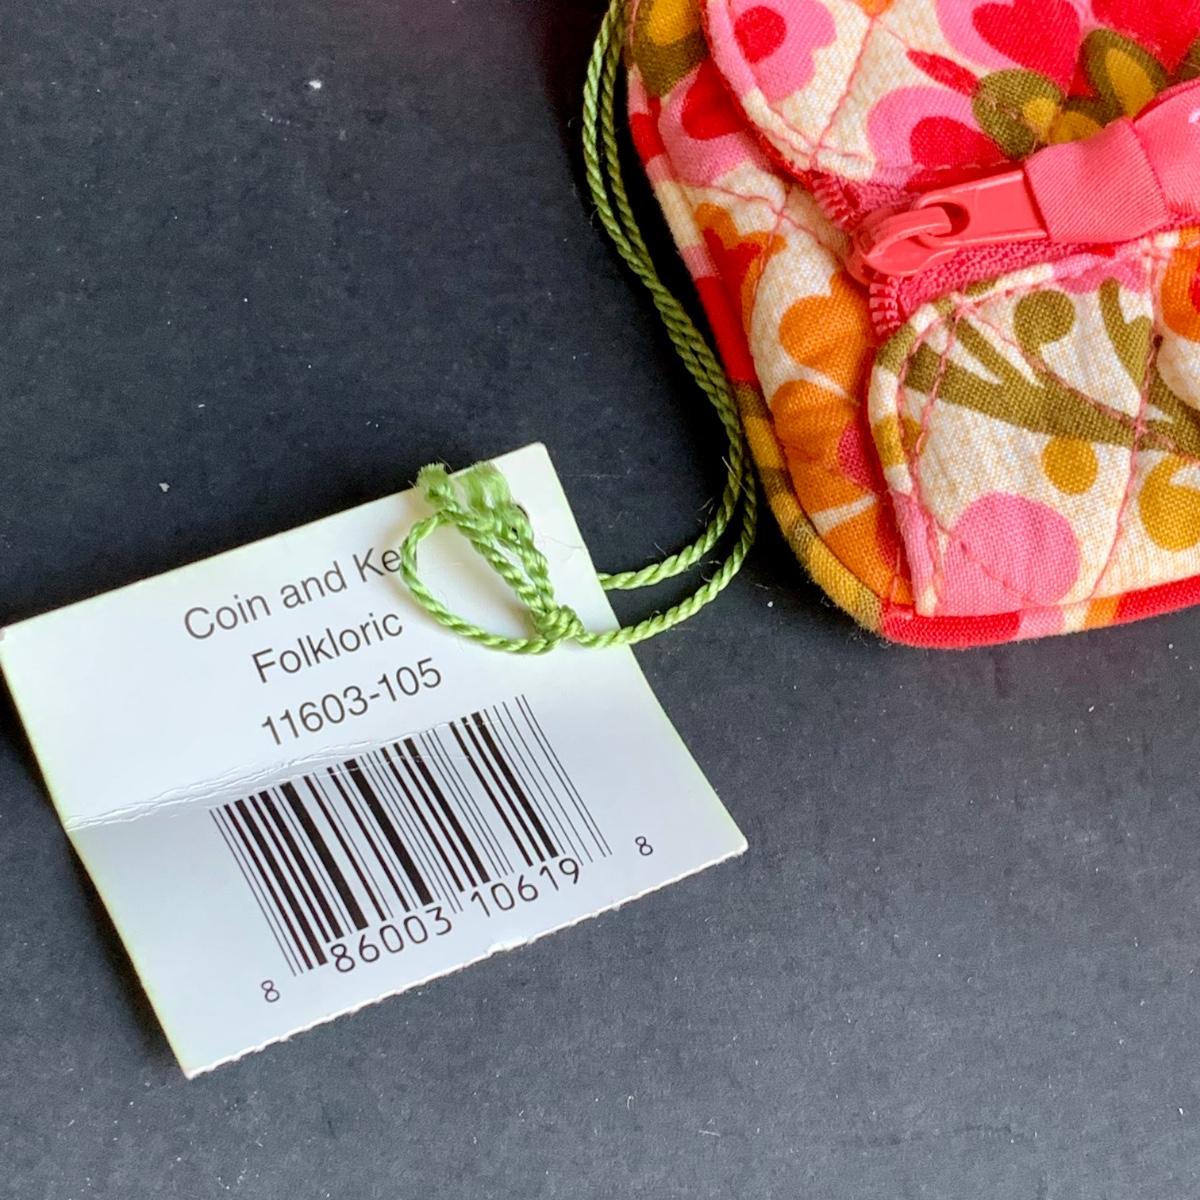 Coin and Ke
Folkloric
11603-105
8 86003 10619 8